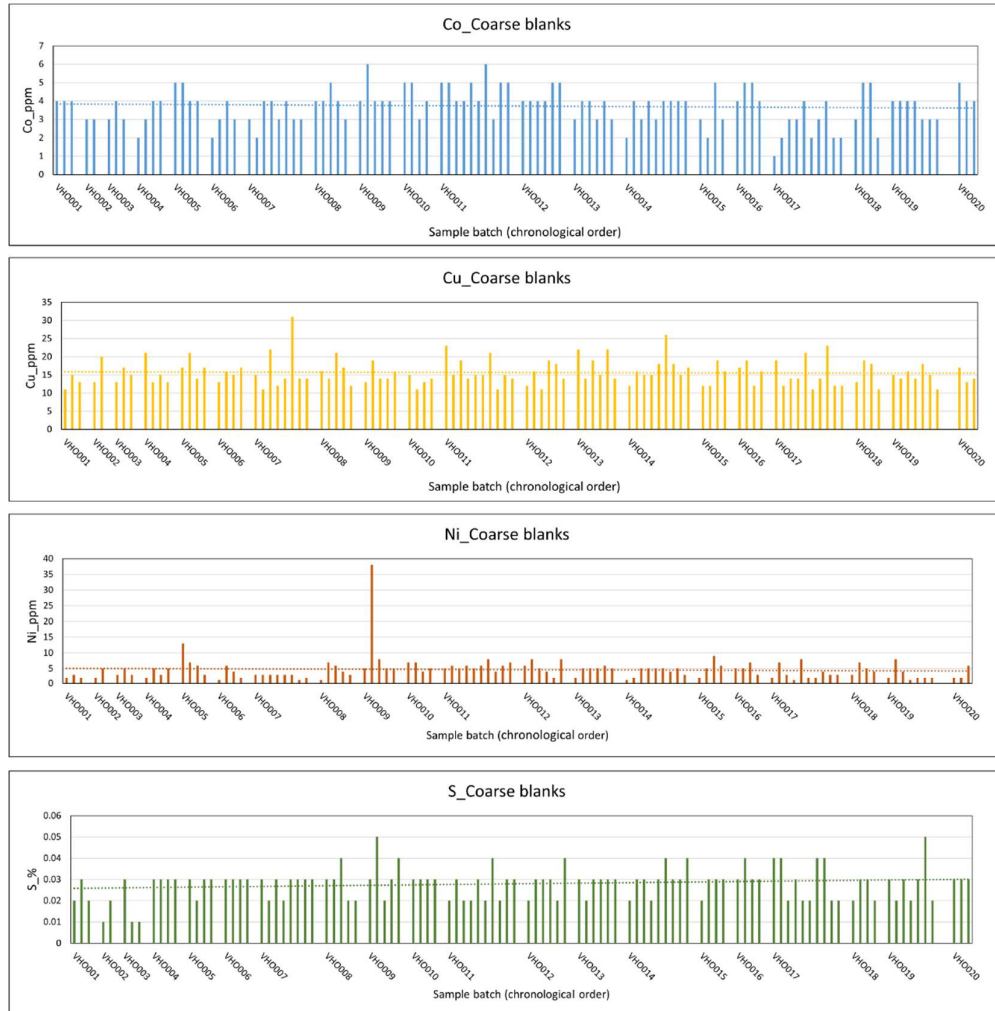 Co_Coarse blanks
7
6
5
4
3
2
1
0
Co_ppm
VHO001 VHO002 VHO003 VHO004 VHO005 VHO006 VHO007 VHO008 VHO009 VHO010 VHO011 VHO012 VHO013 VHO014 VHO015 VHO016 VHO017 VHO018 VHO019 VHO020
Sample batch (chronological order)
Cu_Coarse blanks
35
30
25
20
15
10
5
0
Cu_ppm
VHO001 VHO002 VHO003 VHO004 VHO005 VHO006 VHO007 VHO008 VHO009 VHO010 VHO011 VHO012 VHO013 VHO014 VHO015 VHO016 VHO017 VHO018 VHO019 VHO020
Sample batch (chronological order)
Ni_Coarse blanks
40
35
30
25
20
15
10
5
0
Ni_ppm
VHO001 VHO002 VHO003 VHO004 VHO005 VHO006 VHO007 VHO008 VHO009 VHO010 VHO011 VHO012 VHO013 VHO014 VHO015 VHO016 VHO017 VHO018 VHO019 VHO020
Sample batch (chronological order)
S_Coarse blanks
0.06
0.05
0.04
0.03
0.02
0.01
0
S_%
VHO001 VHO002 VHO003 VHO004 VHO005 VHO006 VHO007 VHO008 VHO009 VHO010 VHO011 VHO012 VHO013 VHO014 VHO015 VHO016 VHO017 VHO018 VHO019 VHO020
Sample batch (chronological order)